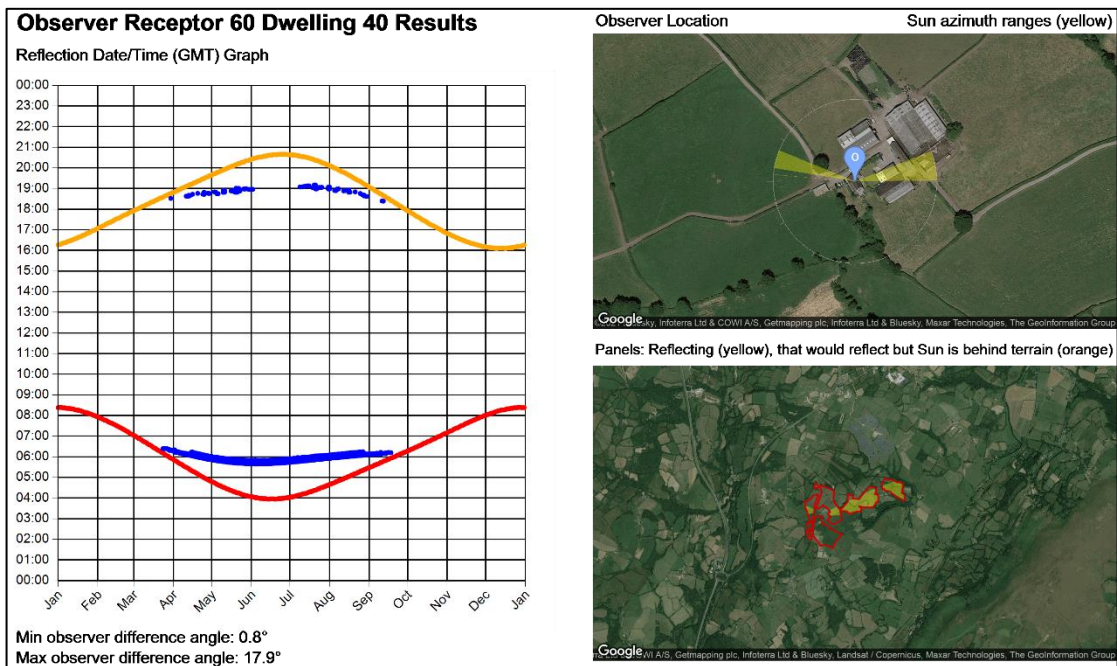 Observer Receptor 60 Dwelling 40 Results
Reflection Date/Time (GMT) Graph
00:00
23:00
22:00
21:00
20:00
19:00
18:00
17:00
16:00
15:00
14:00
13:00
12:00
11:00
10:00
09:00
08:00
07:00
06:00
05:00
04:00
03:00
02:00
01:00
00:00
Jan Feb Mar Apr May Jun Jul Aug Sep Oct Nov Dec Jan
Min observer difference angle: 0.8°
Max observer difference angle: 17.9°
Observer Location Sun azimuth ranges (yellow)
0
Google
sky, Infoterra Ltd & COWI A/S, Getmapping plc, Infoterra Ltd & Bluesky, Maxar Technologies, The GeoInformation Group
Panels: Reflecting (yellow), that would reflect but Sun is behind terrain (orange)
Google
COWI A/S, Getmapping plc, Infoterra Ltd & Bluesky, Landsat / Copernicus, Maxar Technologies, The GeoInformation Group